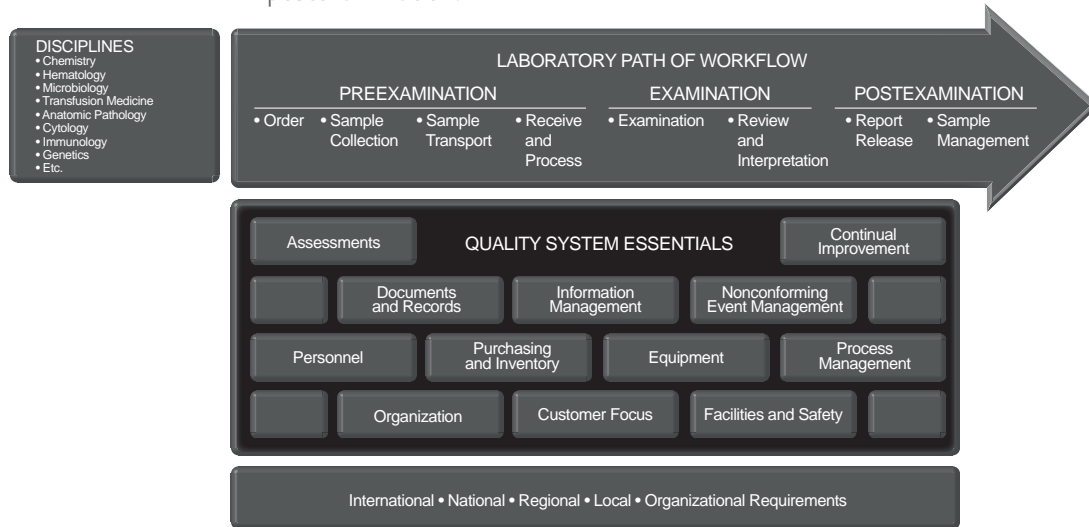 DISCIPLINES
• Chemistry
• Hematology
• Microbiology
• Transfusion Medicine
• Anatomic Pathology
• Cytology
• Immunology
• Genetics
• Etc.
LABORATORY PATH OF WORKFLOW
PREEXAMINATION
• Order
• Sample
Collection
• Sample
Transport
• Receive
and
Process
EXAMINATION
• Examination
• Review
and
Interpretation
POSTEXAMINATION
• Report
Release
• Sample
Management
QUALITY SYSTEM ESSENTIALS
Assessments
Continual
Improvement
Documents
and Records
Information
Management
Nonconforming
Event Management
Personnel
Purchasing
and Inventory
Equipment
Process
Management
Organization
Customer Focus
Facilities and Safety
International • National • Regional • Local • Organizational Requirements